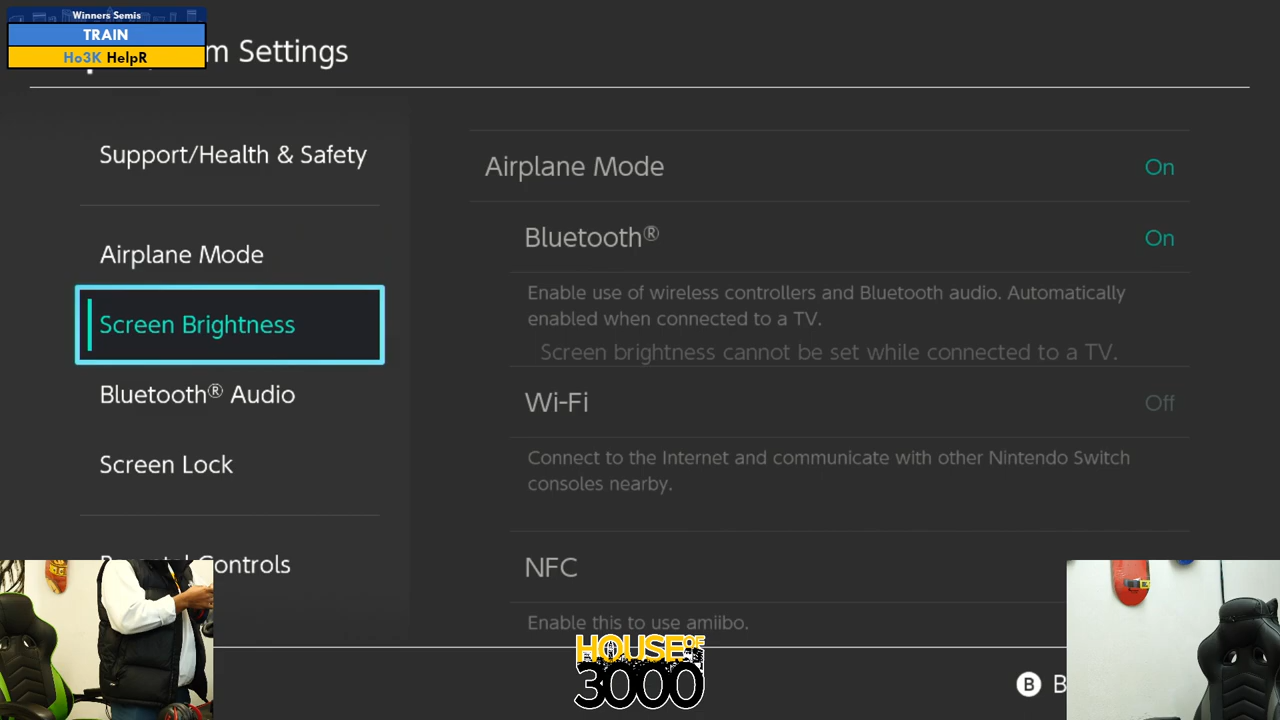 Winners Semis
TRAIN
Ho3K HelpR
m Settings
Support/Health & Safety
Airplane Mode
Screen Brightness
Bluetooth® Audio
Screen Lock
Parental Controls
Airplane Mode On
Bluetooth® On
Enable use of wireless controllers and Bluetooth audio. Automatically
enabled when connected to a TV.
Screen brightness cannot be set while connected to a TV.
Wi-Fi Off
Connect to the Internet and communicate with other Nintendo Switch
consoles nearby.
NFC
Enable this to use amiibo.
HOUSE OF
3000
B B